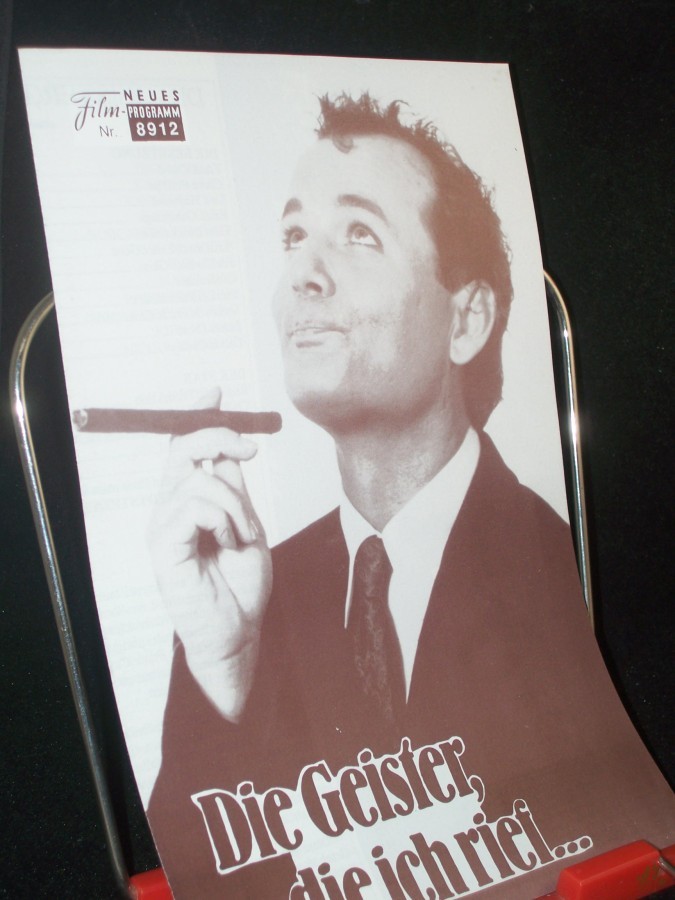 NEUES
Film-PROGRAMM
Nr. 8912
Die Geister,
die ich rief...